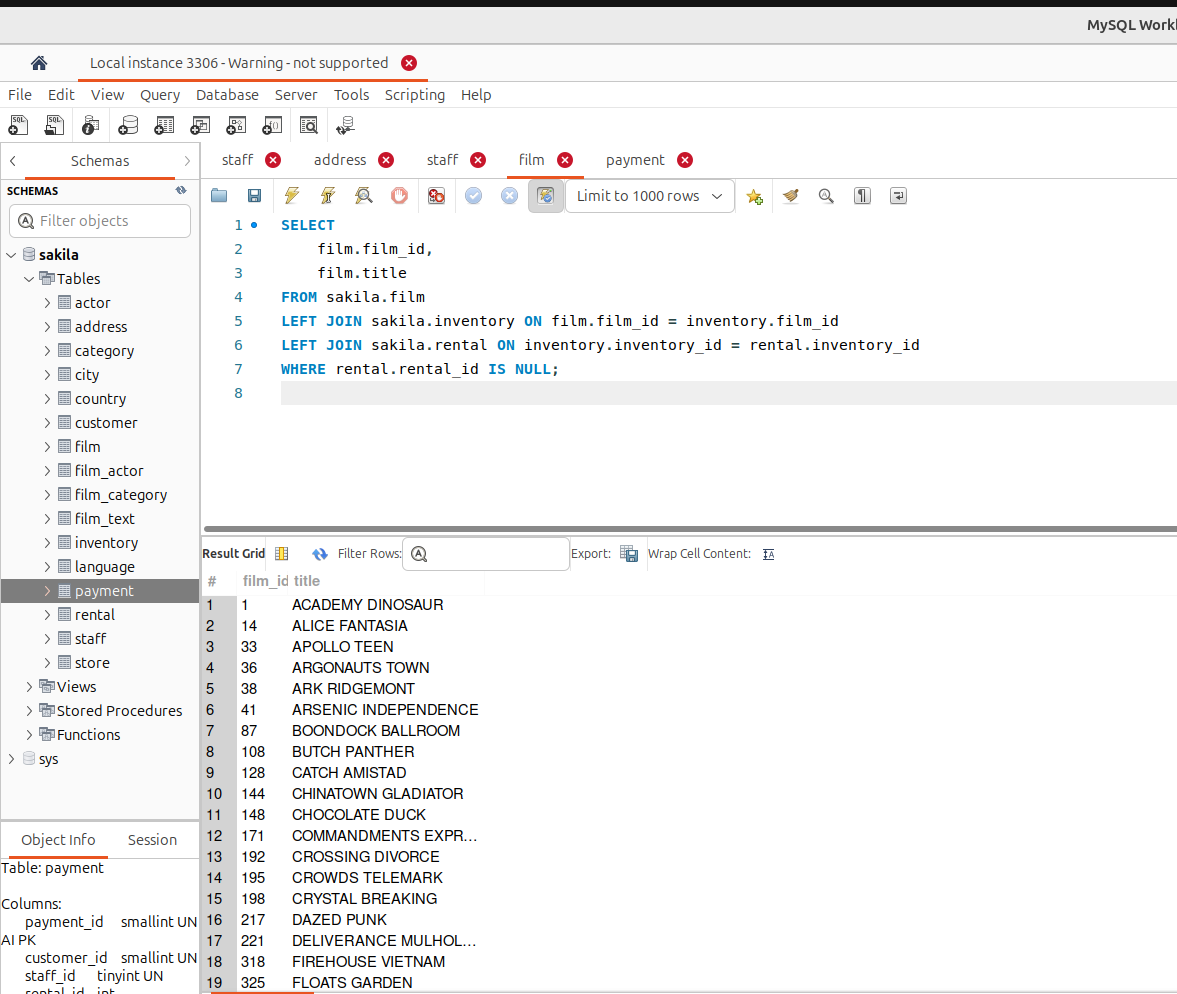 MySQL Work
Local instance 3306 - Warning - not supported
File Edit View Query Database Server Tools Scripting Help
Schemas
SCHEMAS
Filter objects
sakila
Tables
actor
address
category
city
country
customer
film
film_actor
film_category
film_text
inventory
language
payment
rental
staff
store
Views
Stored Procedures
Functions
sys
Object Info Session
Table: payment
Columns:
payment_id smallint UN
AI PK
customer_id smallint UN
staff_id tinyint UN
rental_id int
staff address staff film payment
Limit to 1000 rows
1 SELECT
2 film.film_id,
3 film.title
4 FROM sakila.film
5 LEFT JOIN sakila.inventory ON film.film_id = inventory.film_id
6 LEFT JOIN sakila.rental ON inventory.inventory_id = rental.inventory_id
7 WHERE rental.rental_id IS NULL;
8
Result Grid Filter Rows: Export: Wrap Cell Content:
# film_id title
1 1 ACADEMY DINOSAUR
2 14 ALICE FANTASIA
3 33 APOLLO TEEN
4 36 ARGONAUTS TOWN
5 38 ARK RIDGEMONT
6 41 ARSENIC INDEPENDENCE
7 87 BOONDOCK BALLROOM
8 108 BUTCH PANTHER
9 128 CATCH AMISTAD
10 144 CHINATOWN GLADIATOR
11 148 CHOCOLATE DUCK
12 171 COMMANDMENTS EXPR...
13 192 CROSSING DIVORCE
14 195 CROWDS TELEMARK
15 198 CRYSTAL BREAKING
16 217 DAZED PUNK
17 221 DELIVERANCE MULHOL...
18 318 FIREHOUSE VIETNAM
19 325 FLOATS GARDEN